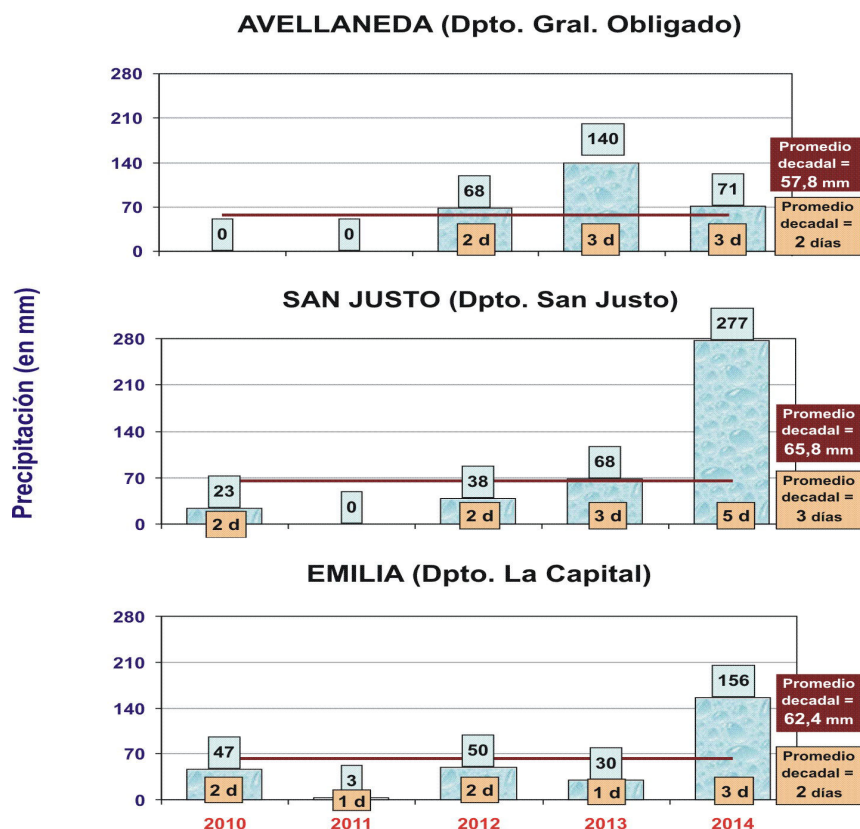 AVELLANEDA (Dpto. Gral. Obligado)
280
210
140
70
0
0
0
68
2 d
140
3 d
71
3 d
Promedio
decadal =
57,8 mm
Promedio
decadal =
2 días
Precipitación (en mm)
SAN JUSTO (Dpto. San Justo)
280
210
140
70
0
23
2 d
0
38
2 d
68
3 d
277
5 d
Promedio
decadal =
65,8 mm
Promedio
decadal =
3 días
EMILIA (Dpto. La Capital)
280
210
140
70
0
47
2 d
3
1 d
50
2 d
30
1 d
156
3 d
Promedio
decadal =
62,4 mm
Promedio
decadal =
2 días
2010 2011 2012 2013 2014